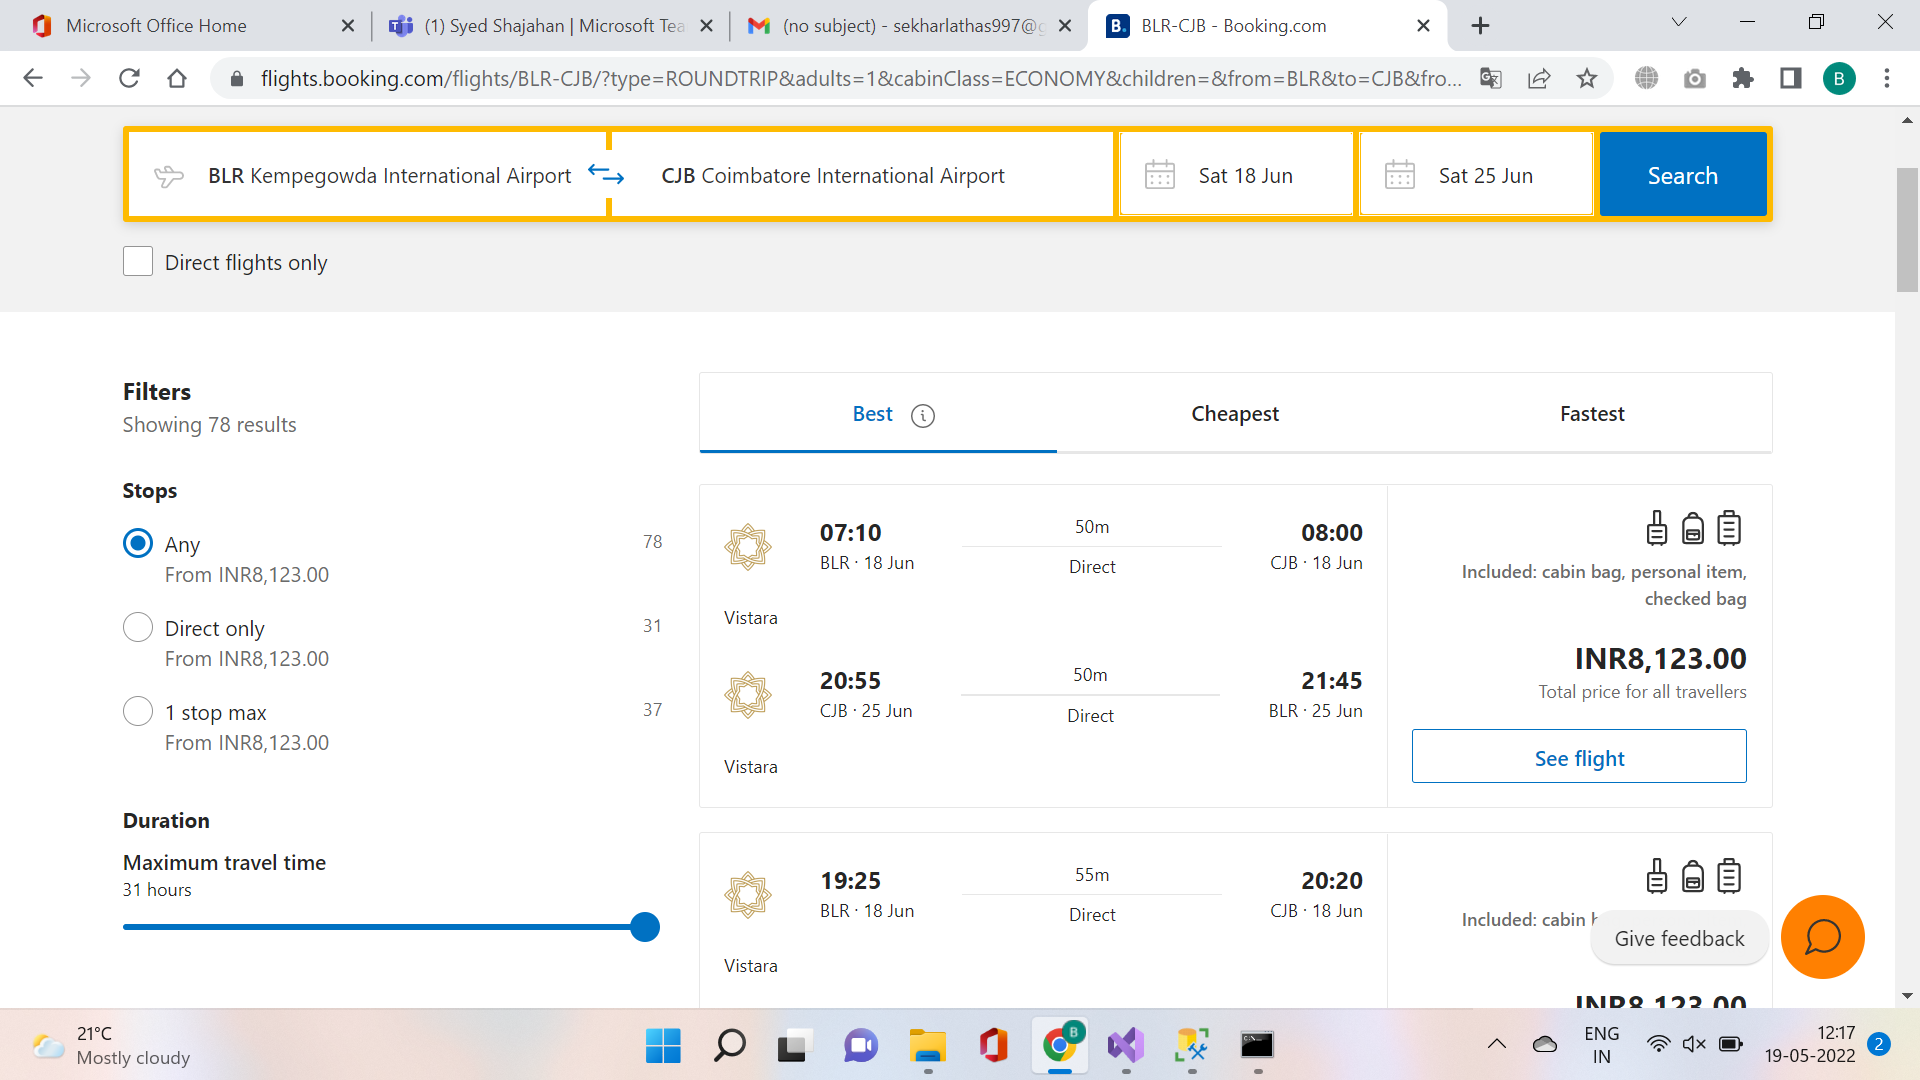 Microsoft Office Home
(1) Syed Shajahan | Microsoft Tea
(no subject) - sekharlathas997@g
B.
BLR-CJB - Booking.com
flights.booking.com/flights/BLR-CJB/?type=ROUNDTRIP&adults=1&cabinClass=ECONOMY&children=&from=BLR&to=CJB&fro...
B
BLR Kempegowda International Airport
CJB Coimbatore International Airport
Sat 18 Jun
Sat 25 Jun
Search
Direct flights only
Filters
Showing 78 results
Stops
Any
78
From INR8,123.00
Direct only
31
From INR8,123.00
1 stop max
37
From INR8,123.00
Duration
Maximum travel time
31 hours
Best
Cheapest
Fastest
07:10
50m
08:00
BLR · 18 Jun
Direct
CJB · 18 Jun
Vistara
20:55
50m
21:45
CJB · 25 Jun
Direct
BLR · 25 Jun
Vistara
Included: cabin bag, personal item,
checked bag
INR8,123.00
Total price for all travellers
See flight
19:25
55m
20:20
BLR · 18 Jun
Direct
CJB · 18 Jun
Vistara
Included: cabin
Give feedback
INR8,123.00
21°C
Mostly cloudy
B
ENG
IN
12:17
19-05-2022
2